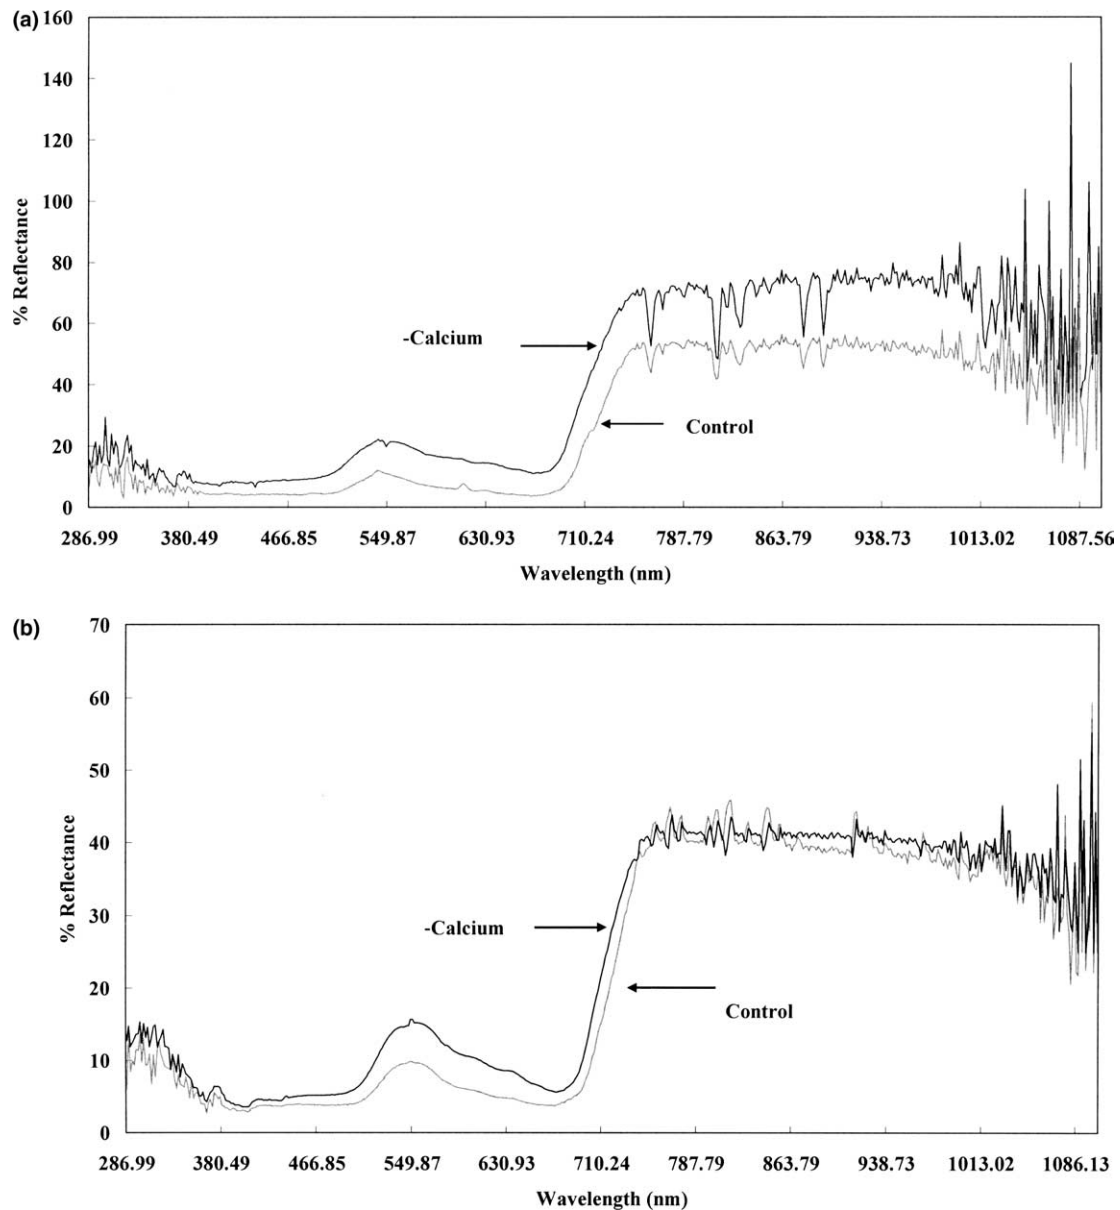 (a)
160
140
120
100
80
60
40
20
0
% Reflectance
-Calcium
Control
286.99 380.49 466.85 549.87 630.93 710.24 787.79 863.79 938.73 1013.02 1087.56
Wavelength (nm)
(b)
70
60
50
40
30
20
10
0
% Reflectance
-Calcium
Control
286.99 380.49 466.85 549.87 630.93 710.24 787.79 863.79 938.73 1013.02 1086.13
Wavelength (nm)